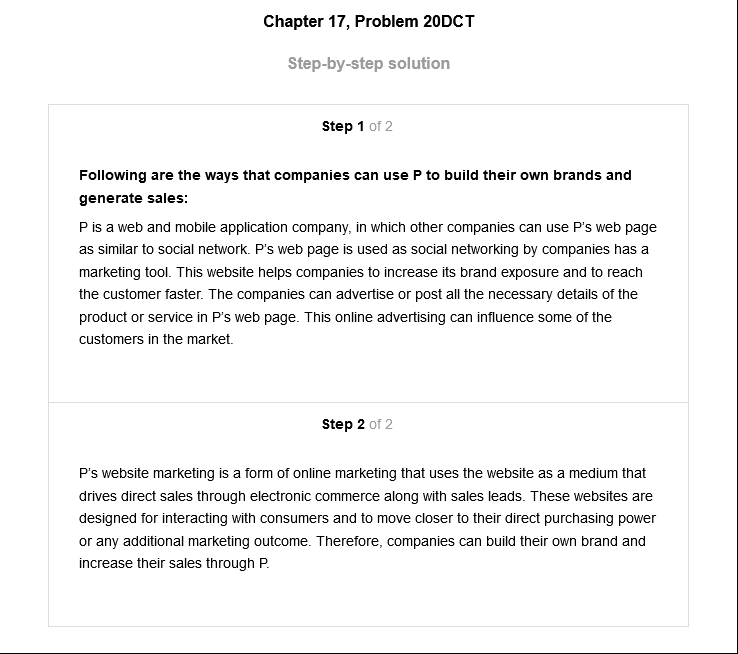 Chapter 17, Problem 20DCT
Step-by-step solution
Step 1 of 2
Following are the ways that companies can use P to build their own brands and
generate sales:
P is a web and mobile application company, in which other companies can use P's web page
as similar to social network. P's web page is used as social networking by companies has a
marketing tool. This website helps companies to increase its brand exposure and to reach
the customer faster. The companies can advertise or post all the necessary details of the
product or service in P's web page. This online advertising can influence some of the
customers in the market.
Step 2 of 2
P's website marketing is a form of online marketing that uses the website as a medium that
drives direct sales through electronic commerce along with sales leads. These websites are
designed for interacting with consumers and to move closer to their direct purchasing power
or any additional marketing outcome. Therefore, companies can build their own brand and
increase their sales through P.